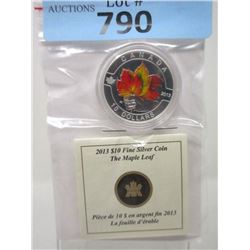 AUCTIONS
Lot #
790
CANADA
2013
10 DOLLARS
2013 $10 Fine Silver Coin
The Maple Leaf
Pièce de 10 $ en argent fin 2013
La feuille d'érable